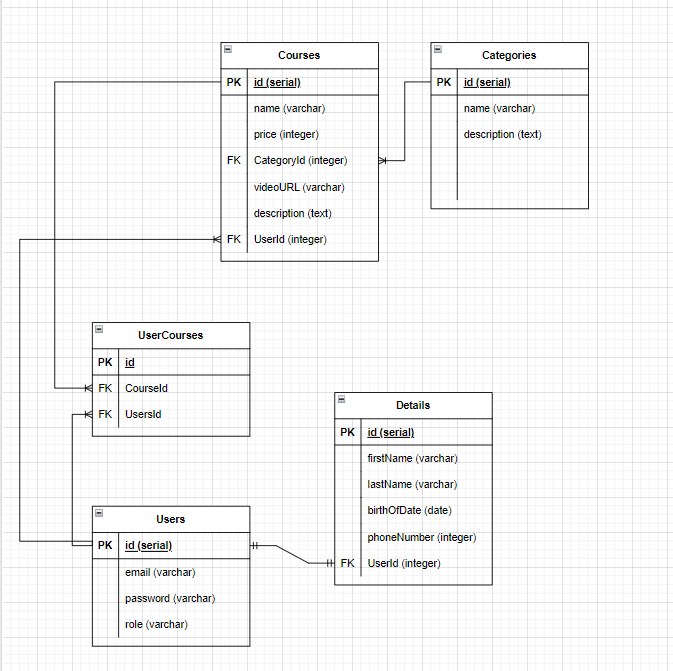 Courses
PK id (serial)
name (varchar)
price (integer)
FK CategoryId (integer)
videoURL (varchar)
description (text)
FK UserId (integer)
Categories
PK id (serial)
name (varchar)
description (text)
UserCourses
PK id
FK CourseId
FK UsersId
Details
PK id (serial)
firstName (varchar)
lastName (varchar)
birthOfDate (date)
phoneNumber (integer)
FK UserId (integer)
Users
PK id (serial)
email (varchar)
password (varchar)
role (varchar)